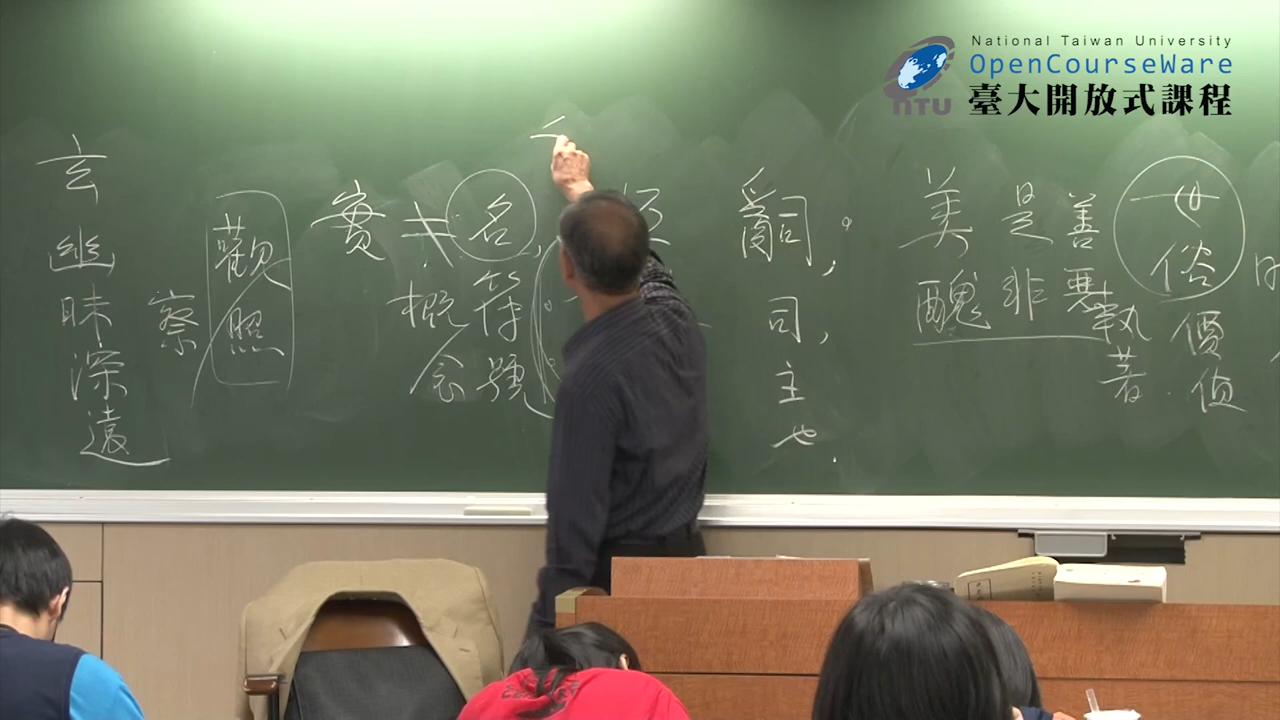 National Taiwan University
OpenCourseWare
臺大開放式課程
NTU
玄
幽昧深遠
觀照
察
實≠名,
概念
符號
嗣,。
司,
主也.
美
醜
是
非
善
惡
執著
世俗
價值